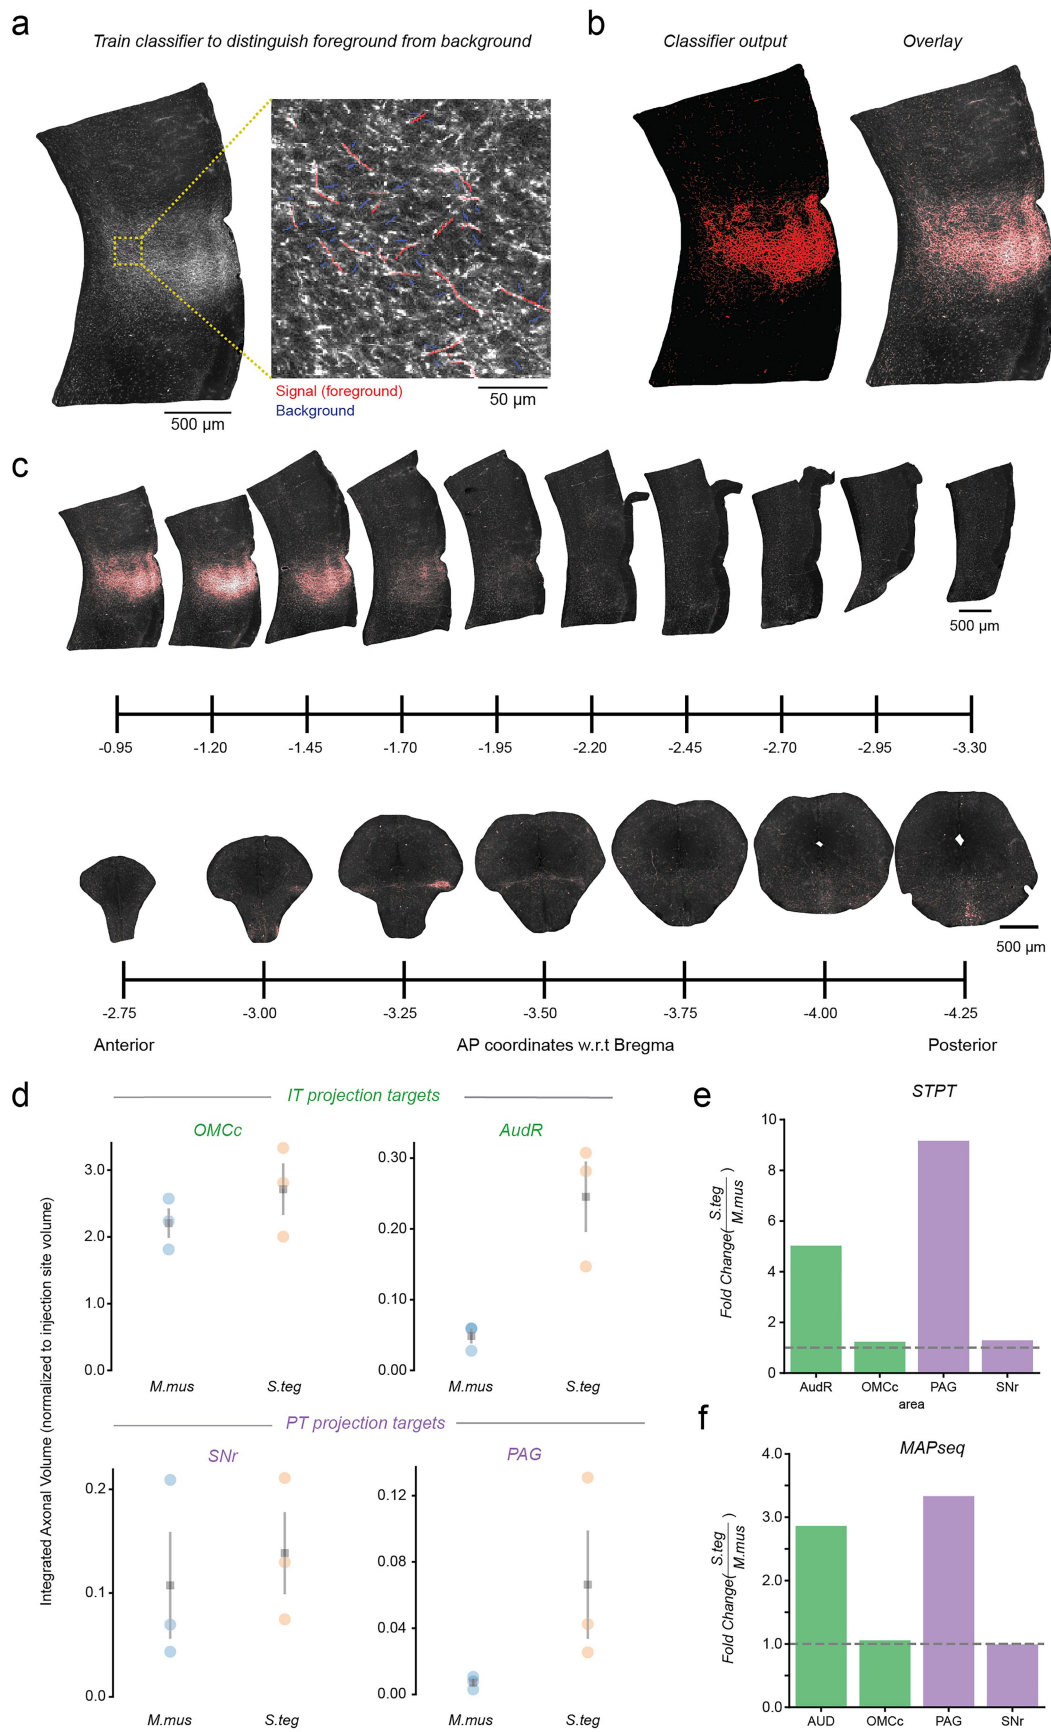 a
Train classifier to distinguish foreground from background
Signal (foreground)
Background
500 µm
50 µm
b
Classifier output
Overlay
c
500 µm
-0.95 -1.20 -1.45 -1.70 -1.95 -2.20 -2.45 -2.70 -2.95 -3.30
500 µm
-2.75 -3.00 -3.25 -3.50 -3.75 -4.00 -4.25
Anterior AP coordinates w.r.t Bregma Posterior
d
Integrated Axonal Volume (normalized to injection site volume)
IT projection targets
OMCc
3.0
2.0
1.0
0.0
M.mus S.teg
AudR
0.30
0.20
0.10
0.00
M.mus S.teg
PT projection targets
SNr
0.2
0.1
0.0
M.mus S.teg
PAG
0.12
0.08
0.04
0.00
M.mus S.teg
e
STPT
Fold Change( S.teg
M.mus )
10
8
6
4
2
0
AudR OMCc PAG SNr
area
f
MAPseq
Fold Change( S.teg
M.mus )
4.0
3.0
2.0
1.0
0.0
AUD OMCc PAG SNr